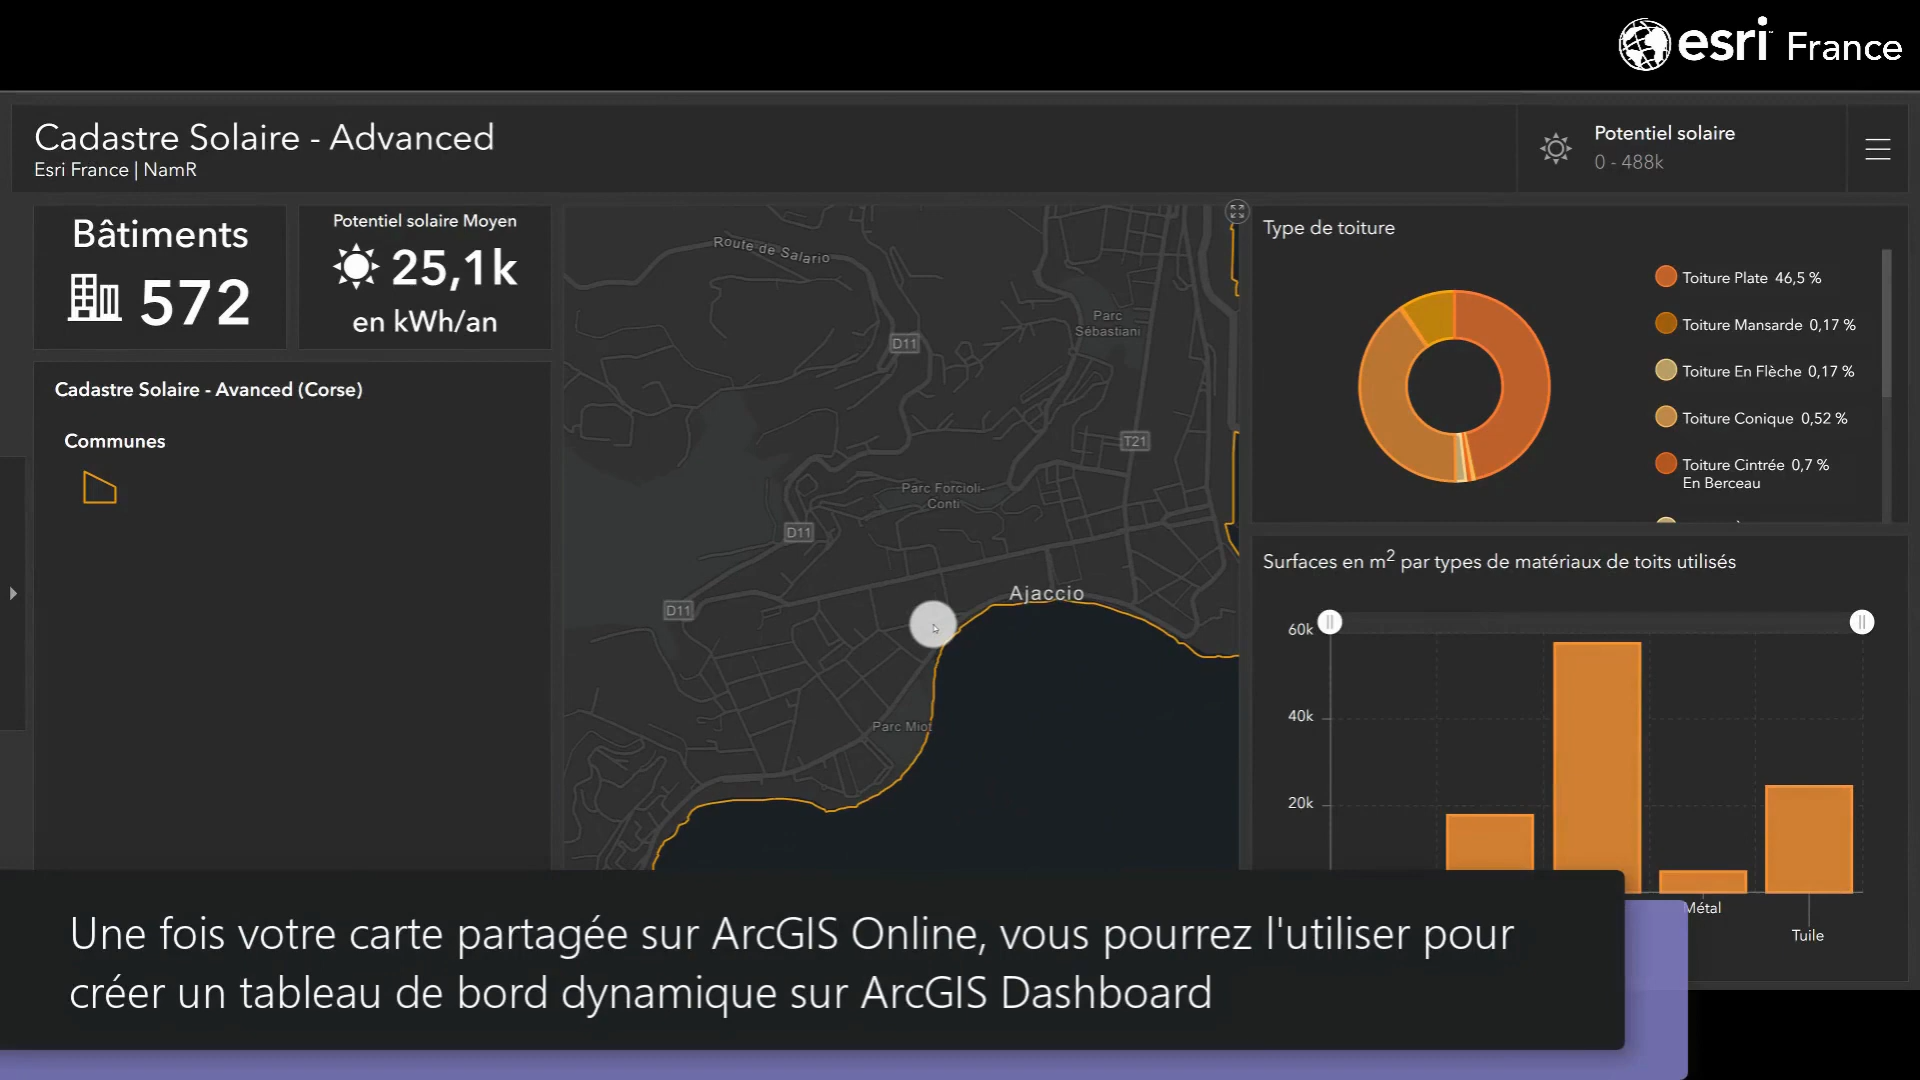 esri France
Cadastre Solaire - Advanced
Esri France | NamR
Potentiel solaire
0 - 488k
Bâtiments
572
Potentiel solaire Moyen
25,1k
en kWh/an
Cadastre Solaire - Avanced (Corse)
Communes
Route de Salario
Parc
Sébastiani
D11
T21
Parc Forcioli-
Conti
D11
Ajaccio
D11
Parc Miot
Type de toiture
Toiture Plate 46,5 %
Toiture Mansarde 0,17 %
Toiture En Flèche 0,17 %
Toiture Conique 0,52 %
Toiture Cintrée 0,7 %
En Berceau
Surfaces en m2 par types de matériaux de toits utilisés
60k
40k
20k
Métal
Tuile
Une fois votre carte partagée sur ArcGIS Online, vous pourrez l'utiliser pour
créer un tableau de bord dynamique sur ArcGIS Dashboard